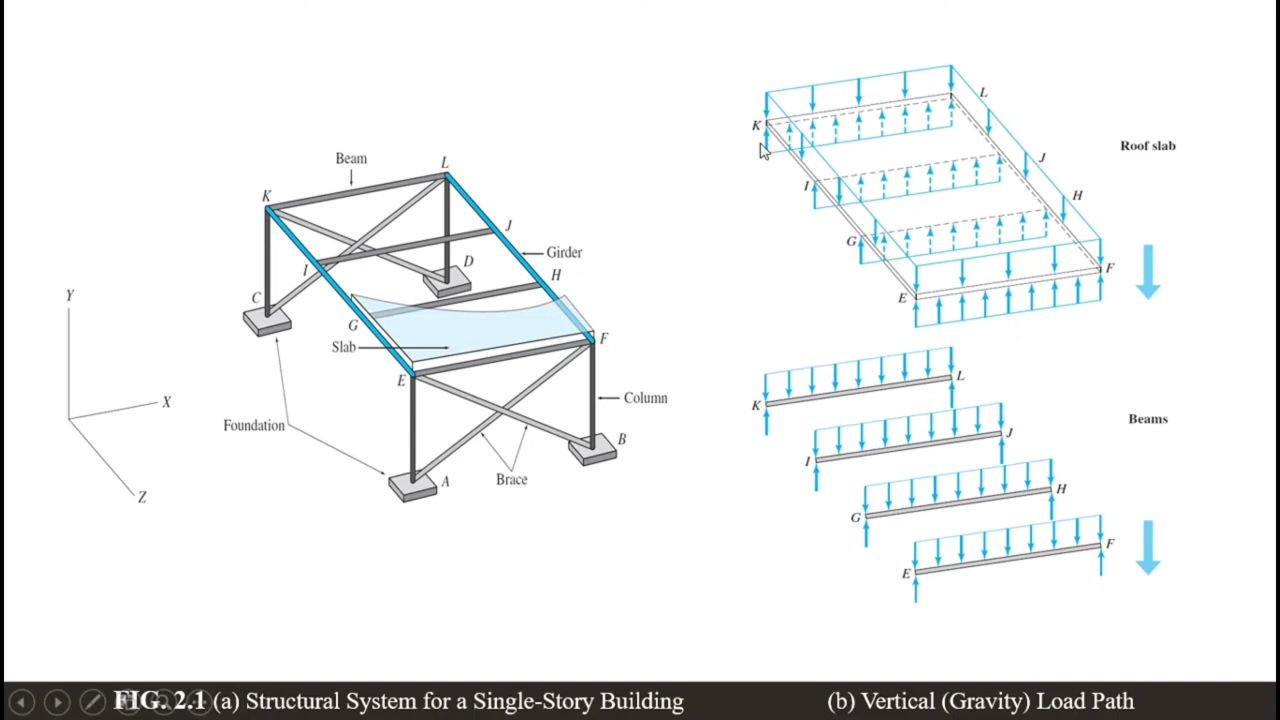 Beam
L
K
J
Girder
I
D
H
C
G
Slab
F
E
Y
X
Z
Foundation
Column
B
A
Brace
L
K
J
Roof slab
I
H
G
F
E
K
L
I
J
Beams
G
H
E
F
FIG. 2.1 (a) Structural System for a Single-Story Building
(b) Vertical (Gravity) Load Path